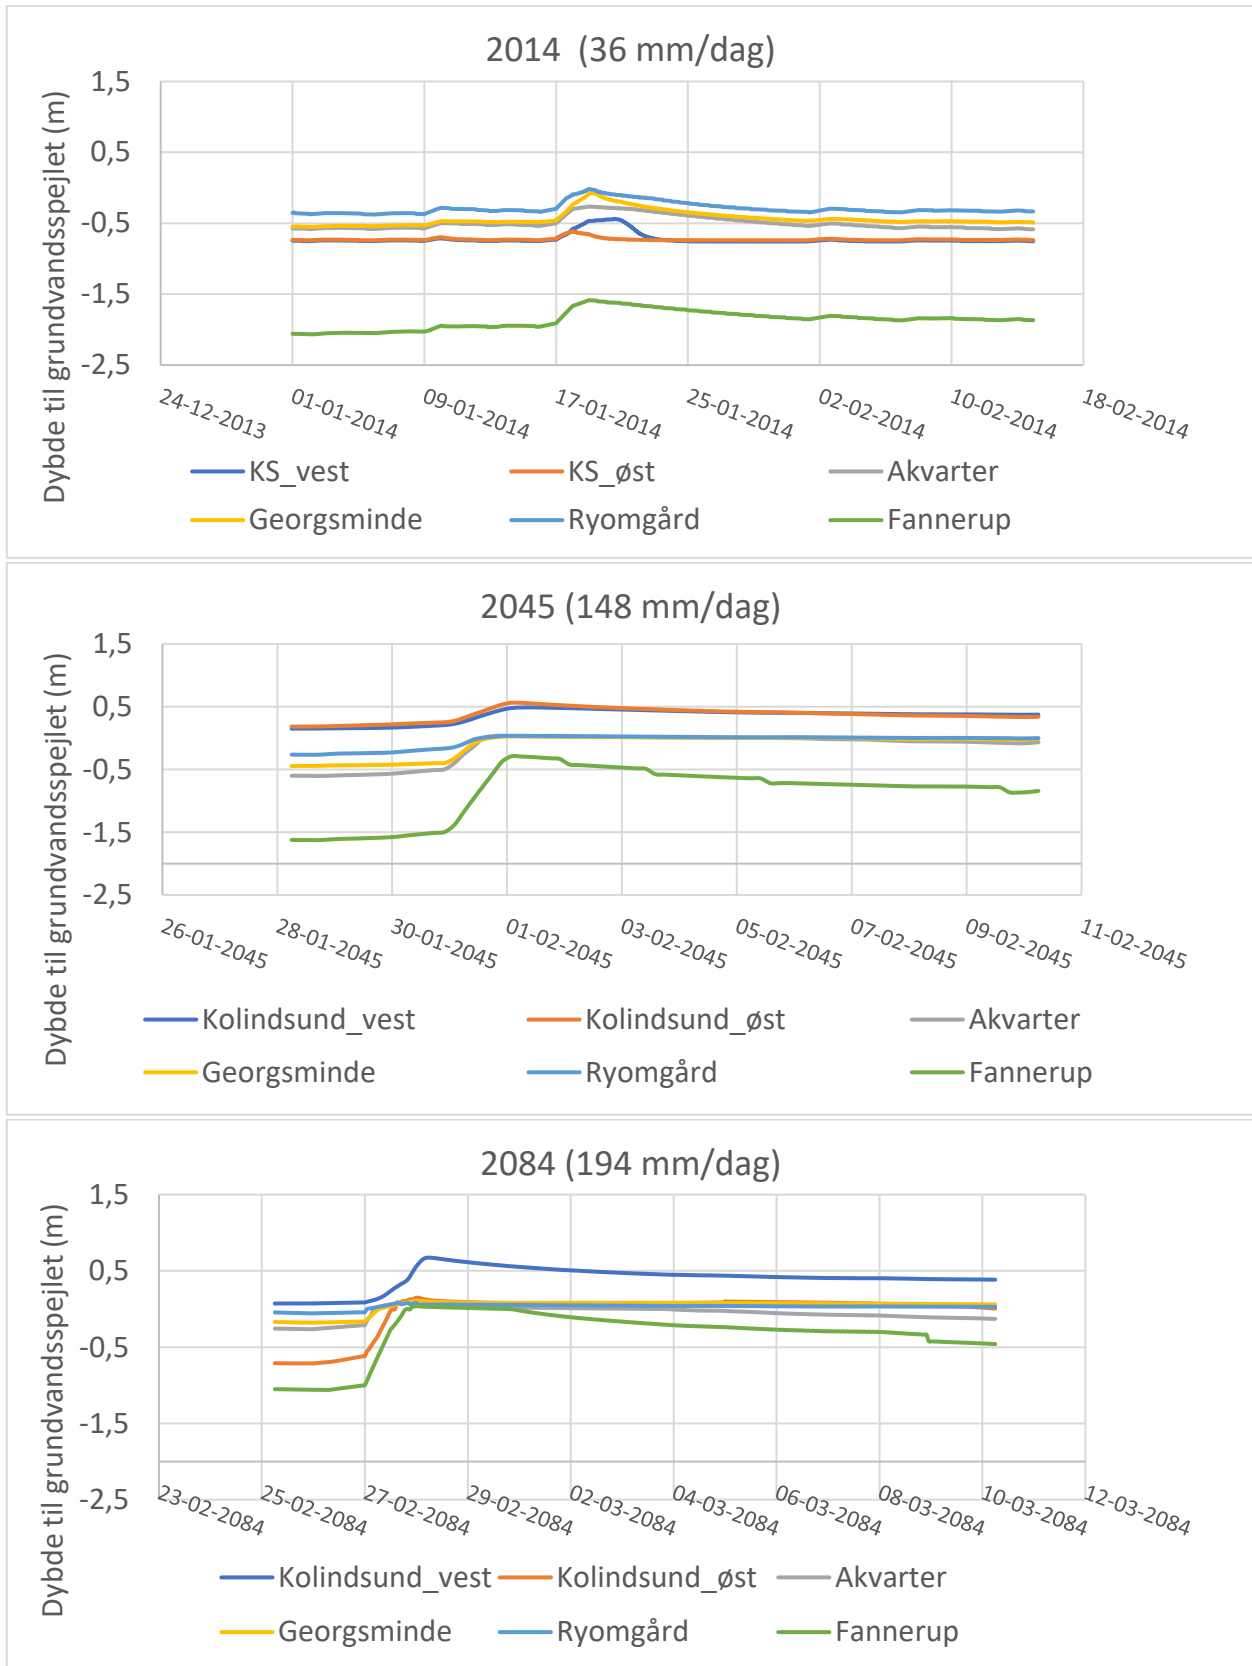 2014 (36 mm/dag)
Dybde til grundvandsspejlet (m)
1,5
0,5
-0,5
-1,5
-2,5
24-12-2013
01-01-2014
09-01-2014
17-01-2014
25-01-2014
02-02-2014
10-02-2014
18-02-2014
KS_vest
KS_øst
Akvarter
Georgsminde
Ryomgård
Fannerup
2045 (148 mm/dag)
Dybde til grundvandsspejlet (m)
1,5
0,5
-0,5
-1,5
-2,5
26-01-2045
28-01-2045
30-01-2045
01-02-2045
03-02-2045
05-02-2045
07-02-2045
09-02-2045
11-02-2045
Kolindsund_vest
Kolindsund_øst
Akvarter
Georgsminde
Ryomgård
Fannerup
2084 (194 mm/dag)
Dybde til grundvandsspejlet (m)
1,5
0,5
-0,5
-1,5
-2,5
23-02-2084
25-02-2084
27-02-2084
29-02-2084
02-03-2084
04-03-2084
06-03-2084
08-03-2084
10-03-2084
12-03-2084
Kolindsund_vest
Kolindsund_øst
Akvarter
Georgsminde
Ryomgård
Fannerup